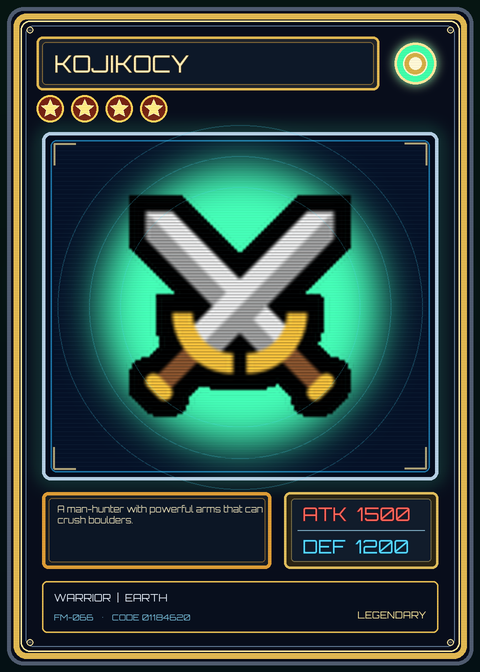 KOJIKOCY
A man-hunter with powerful arms that can
crush boulders.
ATK 1500
DEF 1200
WARRIOR | EARTH
FM-066 · CODE 01184620
LEGENDARY